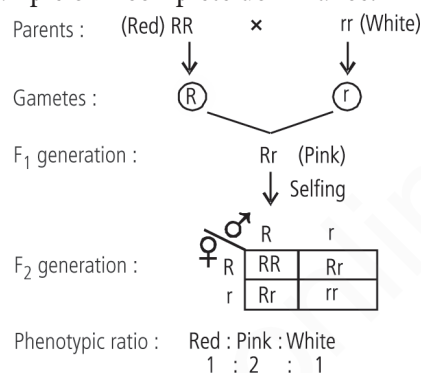 Parents : (Red) RR × rr (White)
Gametes : R r
F₁ generation : Rr (Pink)
Selfing
♀ ♂ R r
F₂ generation : R RR Rr
r Rr rr
Phenotypic ratio : Red : Pink : White
1 : 2 : 1